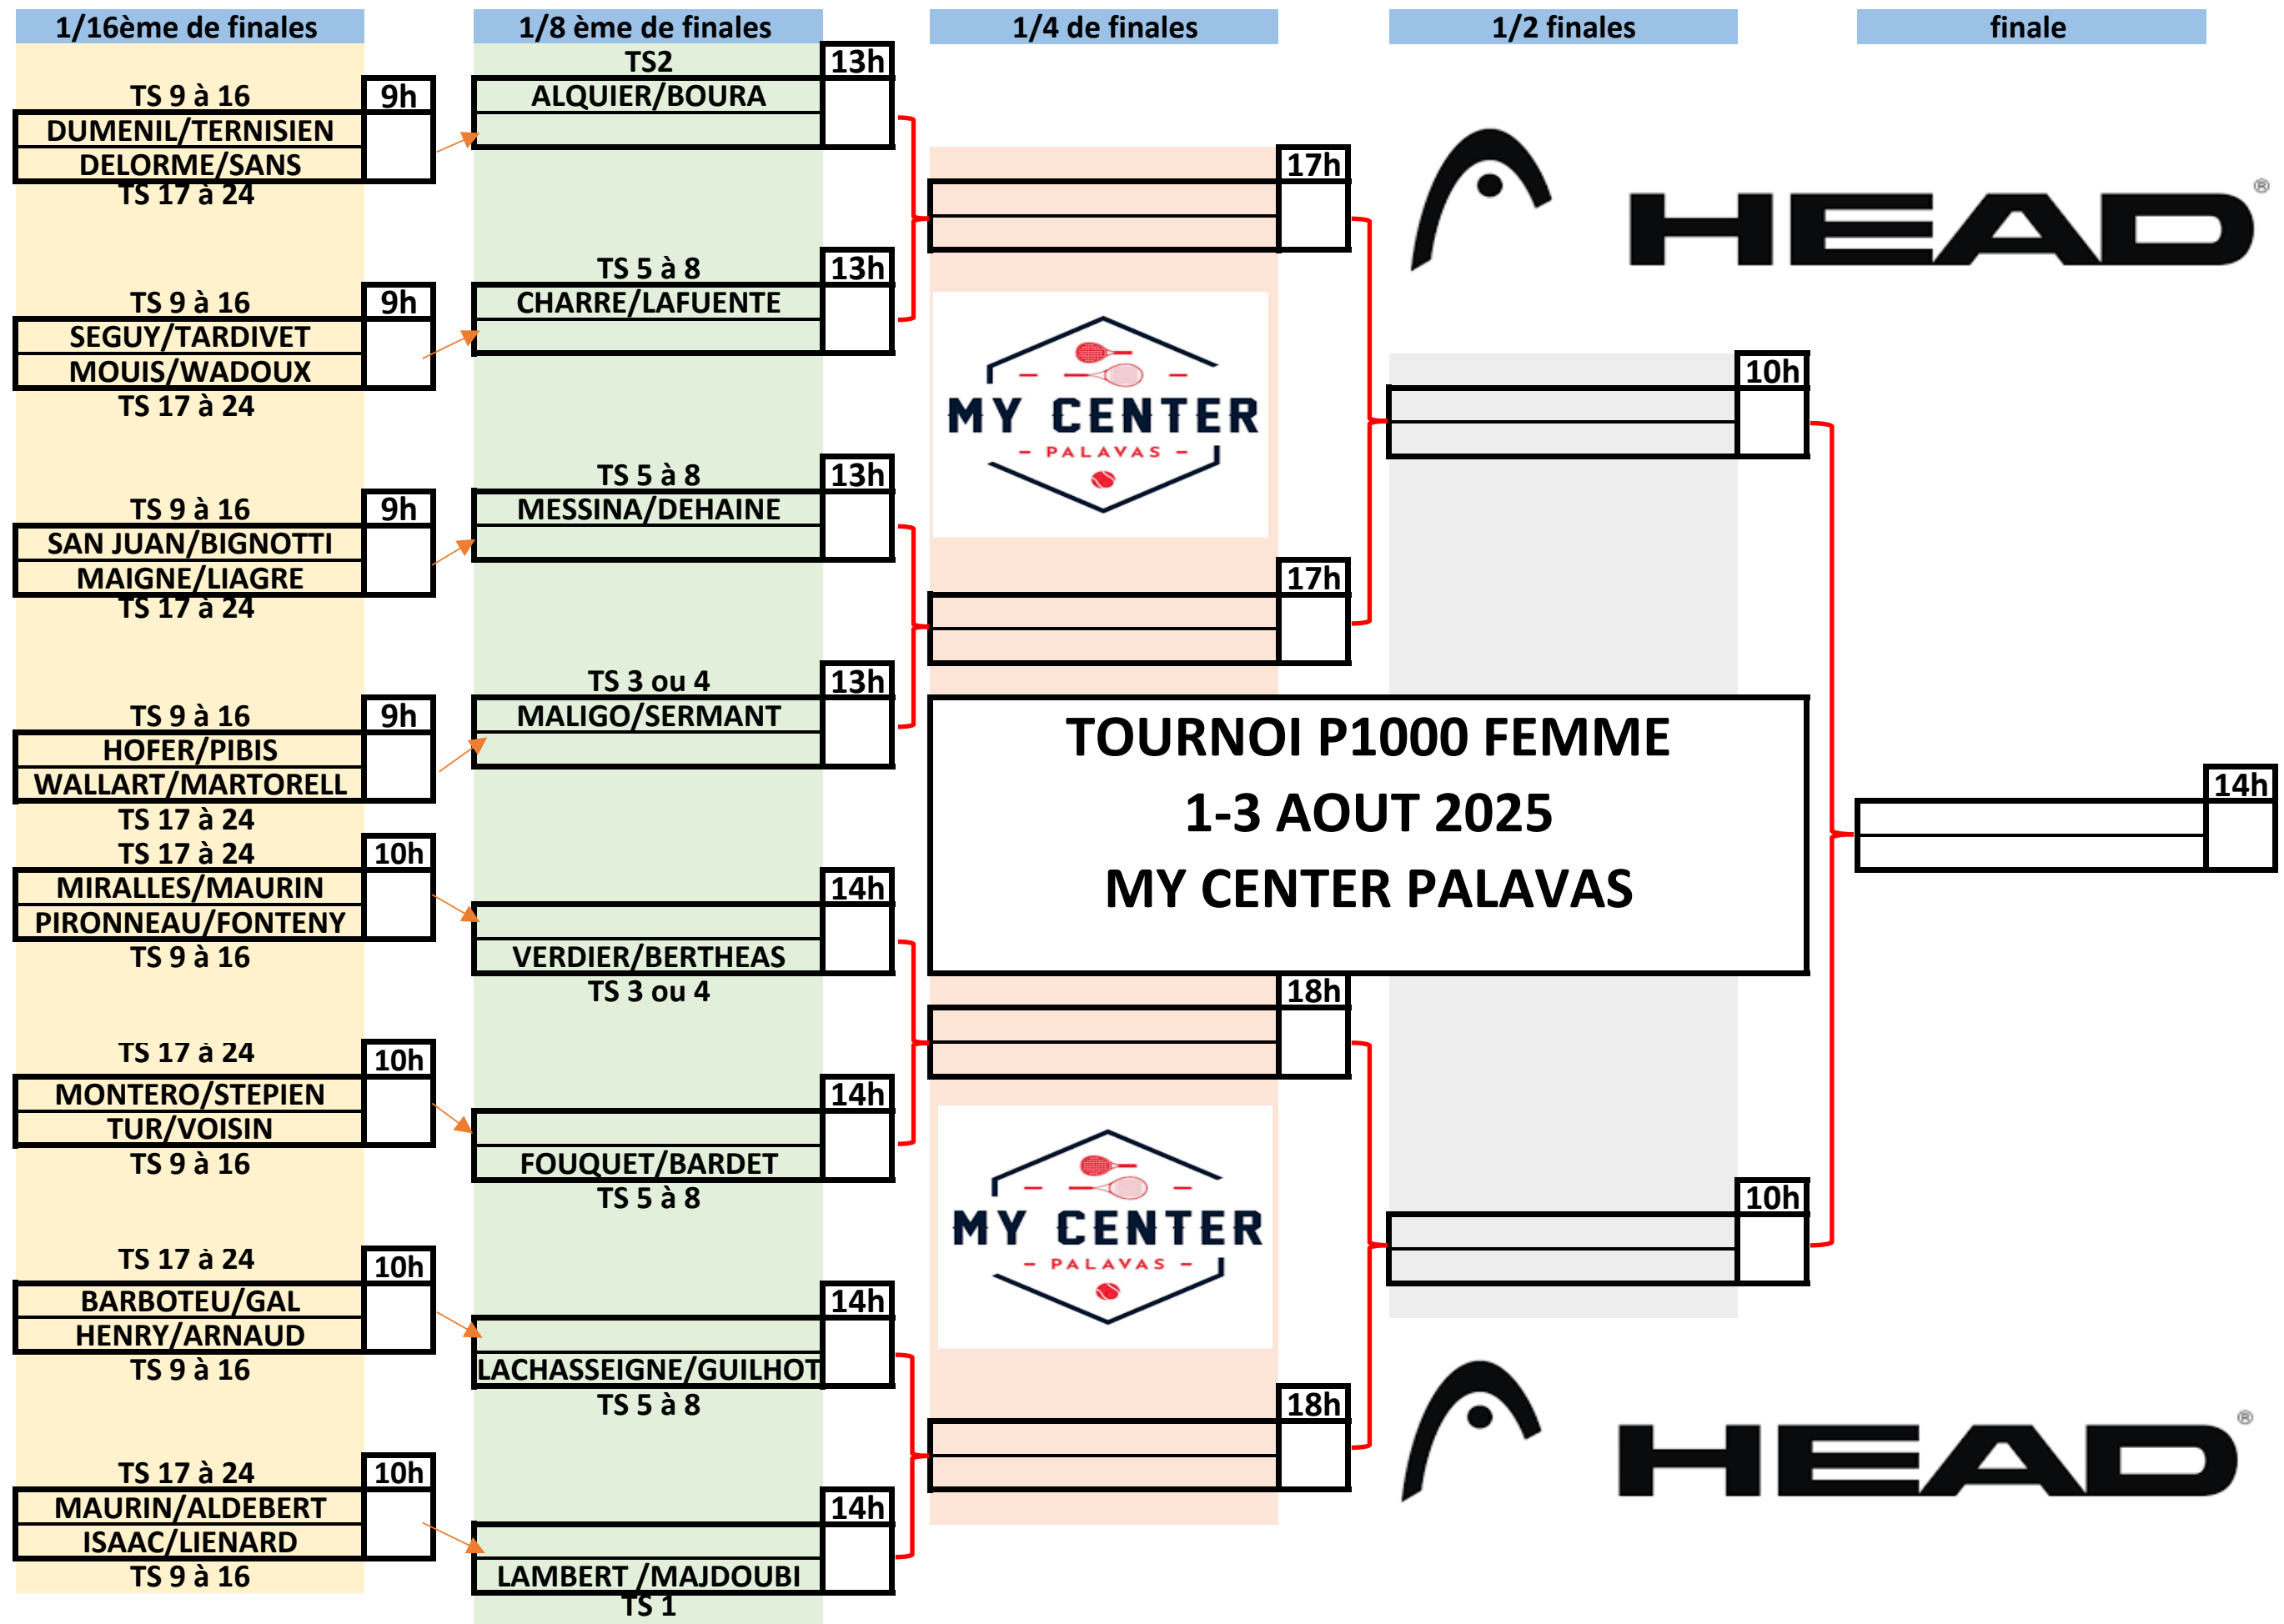 1/16ème de finales
1/8 ème de finales
1/4 de finales
1/2 finales
finale
TS 9 à 16
9h
DUMENIL/TERNISIEN
DELORME/SANS
TS 17 à 24
TS 9 à 16
9h
SEGUY/TARDIVET
MOUIS/WADOUX
TS 17 à 24
TS 9 à 16
9h
SAN JUAN/BIGNOTTI
MAIGNE/LIAGRE
TS 17 à 24
TS 9 à 16
9h
HOFER/PIBIS
WALLART/MARTORELL
TS 17 à 24
TS 17 à 24
10h
MIRALLES/MAURIN
PIRONNEAU/FONTENY
TS 9 à 16
TS 17 à 24
10h
MONTERO/STEPIEN
TUR/VOISIN
TS 9 à 16
TS 17 à 24
10h
BARBOTEU/GAL
HENRY/ARNAUD
TS 9 à 16
TS 17 à 24
10h
MAURIN/ALDEBERT
ISAAC/LIENARD
TS 9 à 16
TS2
13h
ALQUIER/BOURA
TS 5 à 8
13h
CHARRE/LAFUENTE
TS 5 à 8
13h
MESSINA/DEHAINE
TS 3 ou 4
13h
MALIGO/SERMANT
14h
VERDIER/BERTHEAS
TS 3 ou 4
14h
FOUQUET/BARDET
TS 5 à 8
14h
LACHASSEIGNE/GUILHOT
TS 5 à 8
14h
LAMBERT /MAJDOUBI
TS 1
17h
MY CENTER
- PALAVAS -
17h
TOURNOI P1000 FEMME
1-3 AOUT 2025
MY CENTER PALAVAS
18h
MY CENTER
- PALAVAS -
18h
HEAD®
10h
10h
HEAD®
14h